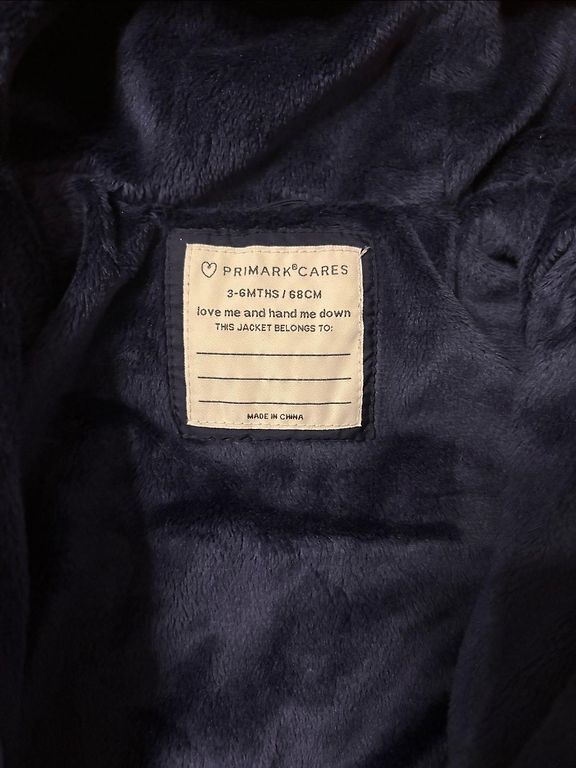 PRIMARK®CARES
3-6MTHS / 68CM
love me and hand me down
THIS JACKET BELONGS TO:
MADE IN CHINA